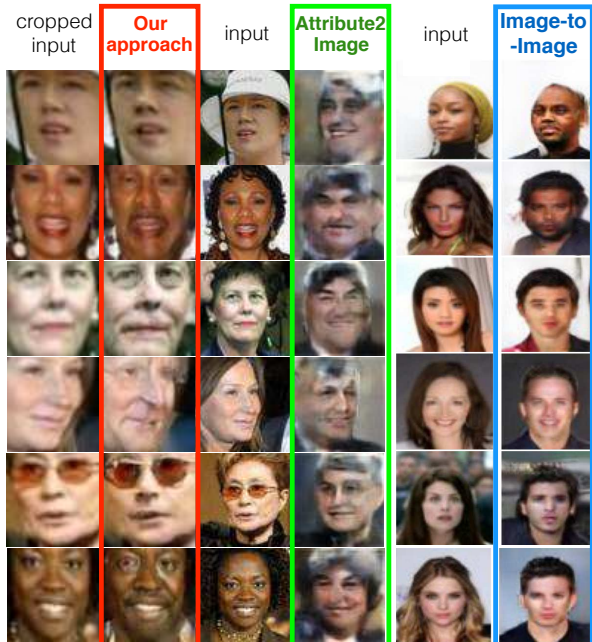 cropped
input
Our
approach
input
Attribute2
Image
input
Image-to
-Image